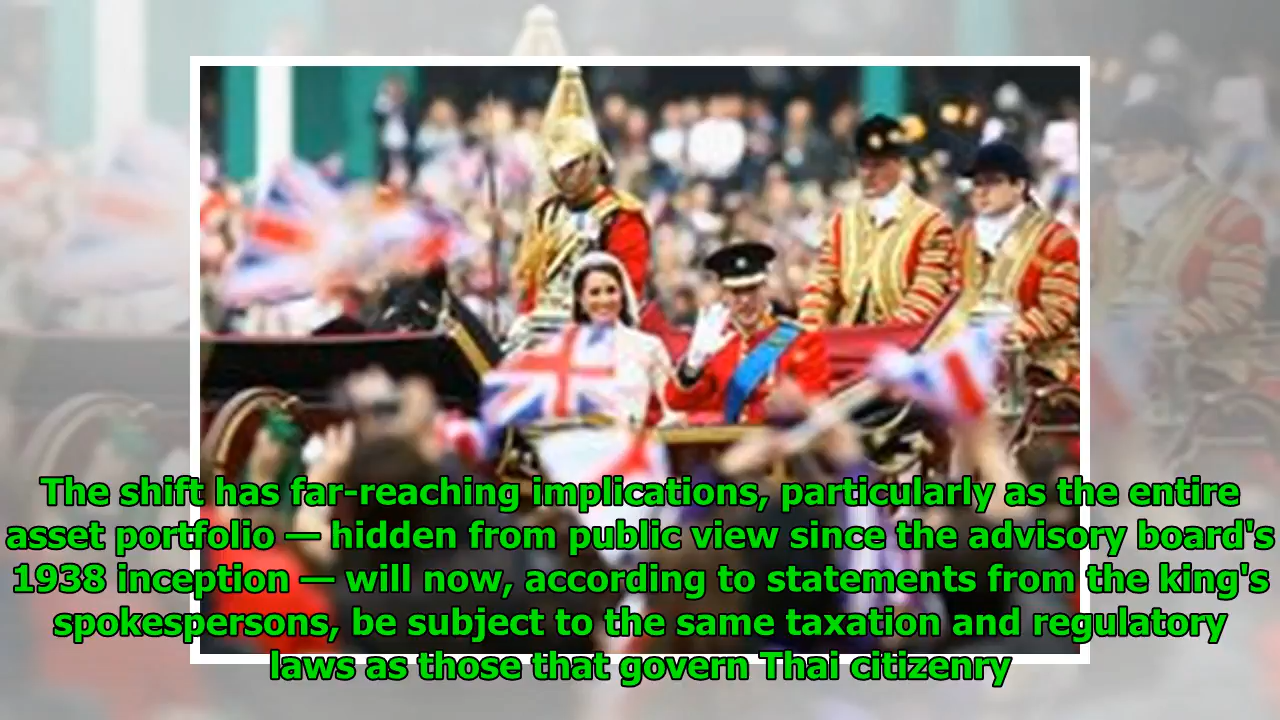 The shift has far-reaching implications, particularly as the entire
asset portfolio — hidden from public view since the advisory board's
1938 inception — will now, according to statements from the king's
spokespersons, be subject to the same taxation and regulatory
laws as those that govern Thai citizenry